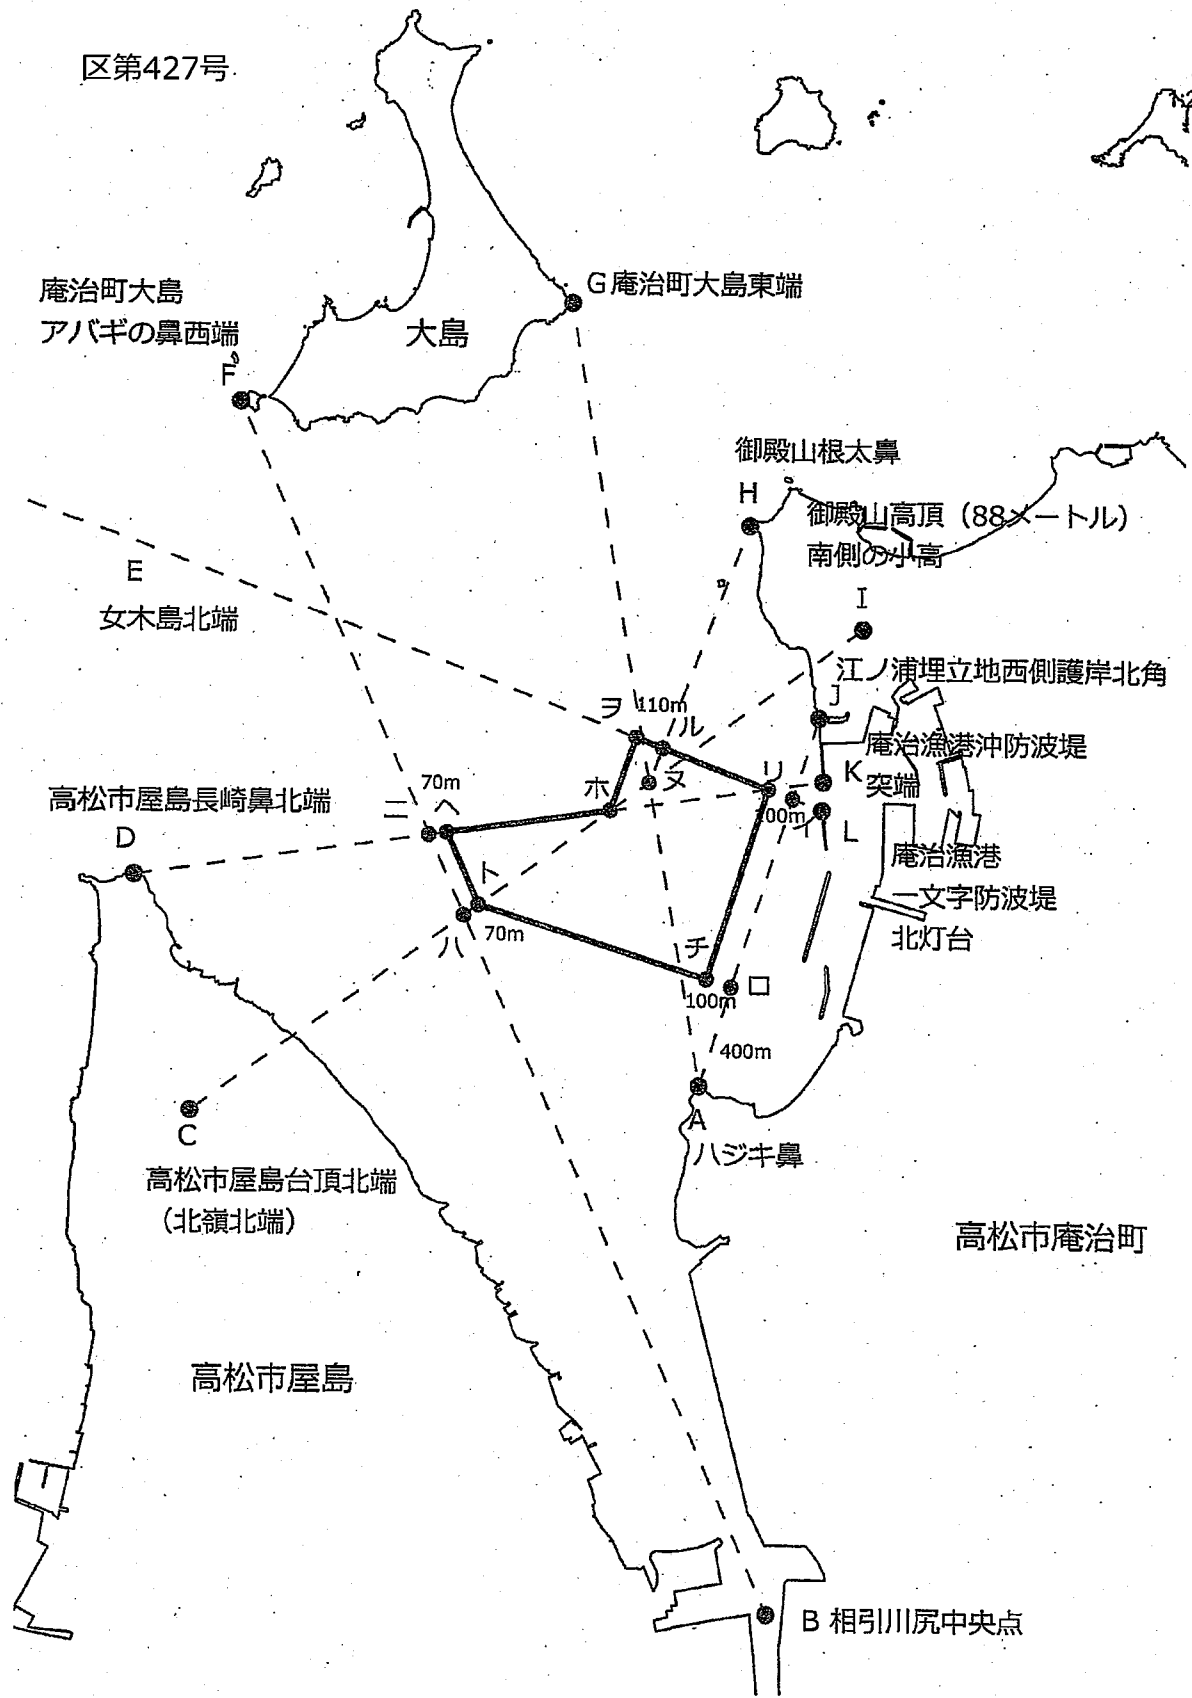 区第427号
庵治町大島
アバギの鼻西端
F
G庵治町大島東端
大島
御殿山根太鼻
H
御殿山高頂（88メートル）
南側の小高
I
E
女木島北端
江ノ浦埋立地西側護岸北角
J
ヲ
110m
ル
庵治漁港沖防波堤
K
突端
高松市屋島長崎鼻北端
D
70m
ニ
ヘ
ホ
ヌ
リ
100m
イ
L
庵治漁港
一文字防波堤
北灯台
ト
ハ
70m
チ
100m
ロ
400m
A
ハジキ鼻
C
高松市屋島台頂北端
（北嶺北端）
高松市庵治町
高松市屋島
B 相引川尻中央点